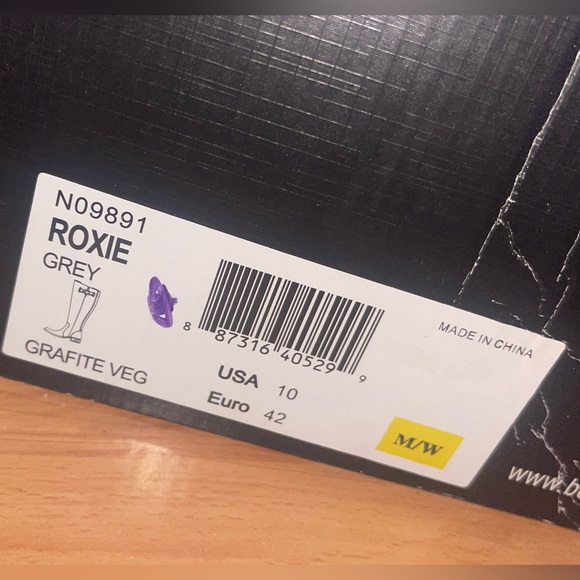 N09891
ROXIE
GREY
GRAFITE VEG
8 87316 40529 9
USA 10
Euro 42
MADE IN CHINA
M/W